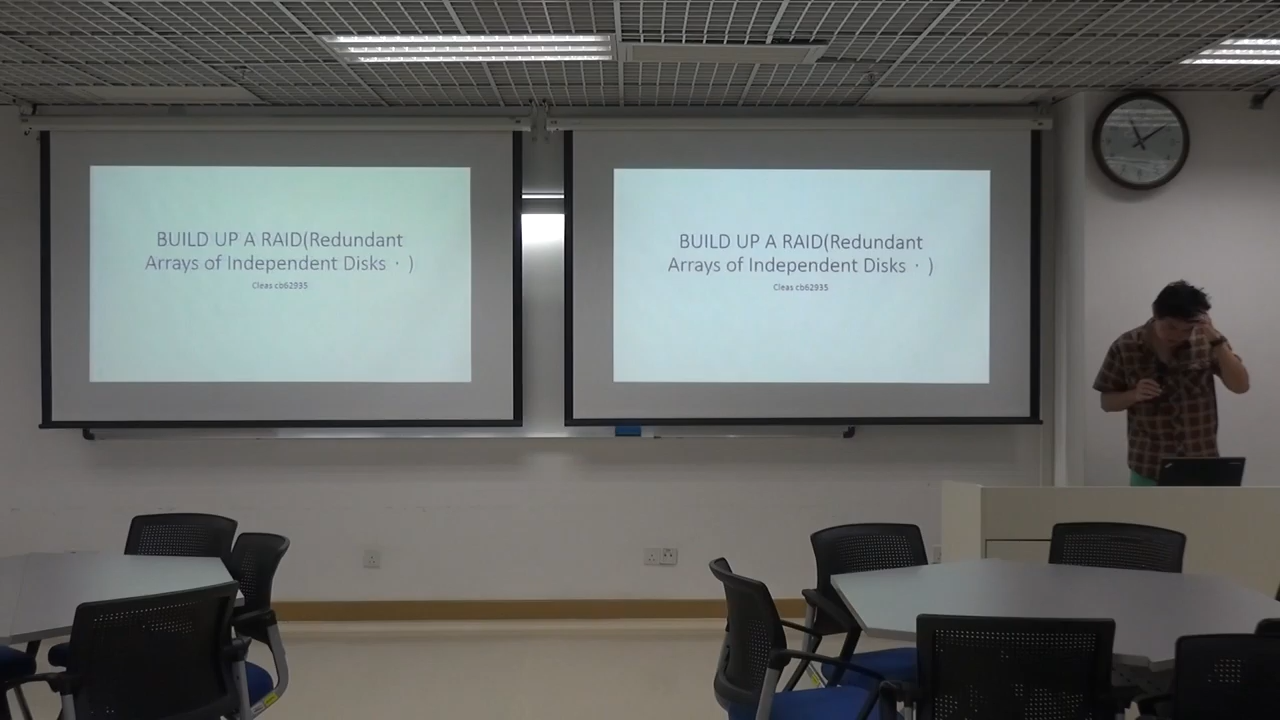 BUILD UP A RAID(Redundant
Arrays of Independent Disks · )
Cleas cb62935
BUILD UP A RAID(Redundant
Arrays of Independent Disks · )
Cleas cb62935